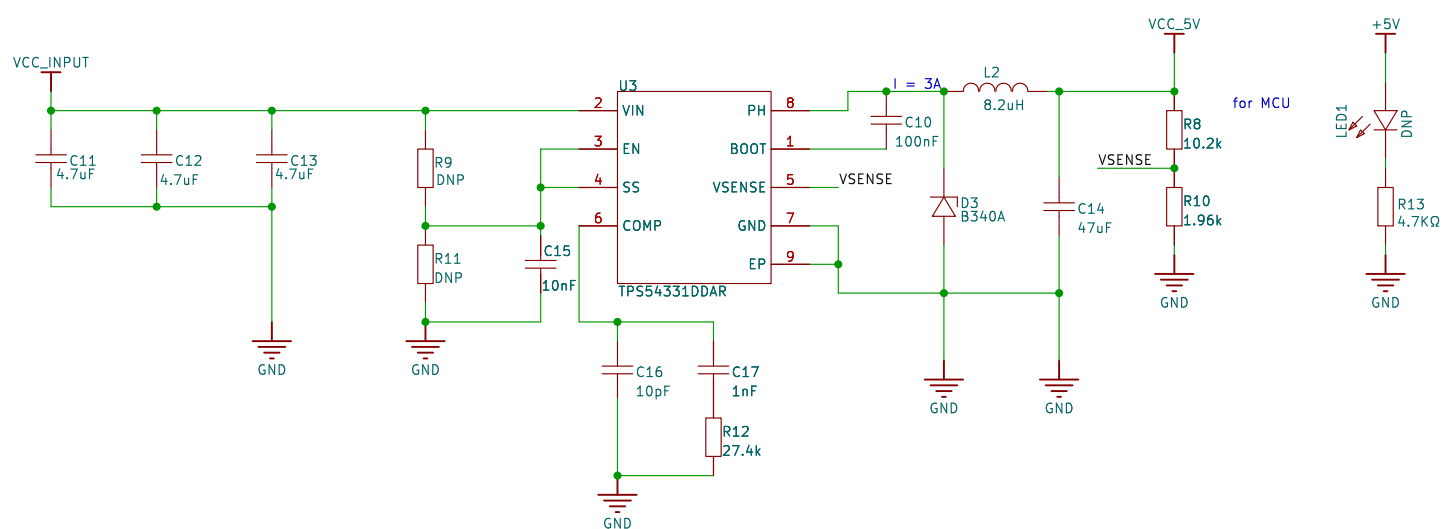 VCC_INPUT
C11
4.7uF
C12
4.7uF
C13
4.7uF
GND
R9
DNP
R11
DNP
GND
C15
10nF
U3
2 VIN PH 8
3 EN BOOT 1
4 SS VSENSE 5
6 COMP GND 7
EP 9
TPS54331DDAR
VSENSE
C16
10pF
C17
1nF
R12
27.4k
GND
I = 3A
C10
100nF
L2
8.2uH
D3
B340A
GND
C14
47uF
GND
VCC_5V
for MCU
R8
10.2k
VSENSE
R10
1.96k
GND
+5V
LED1
DNP
R13
4.7KΩ
GND